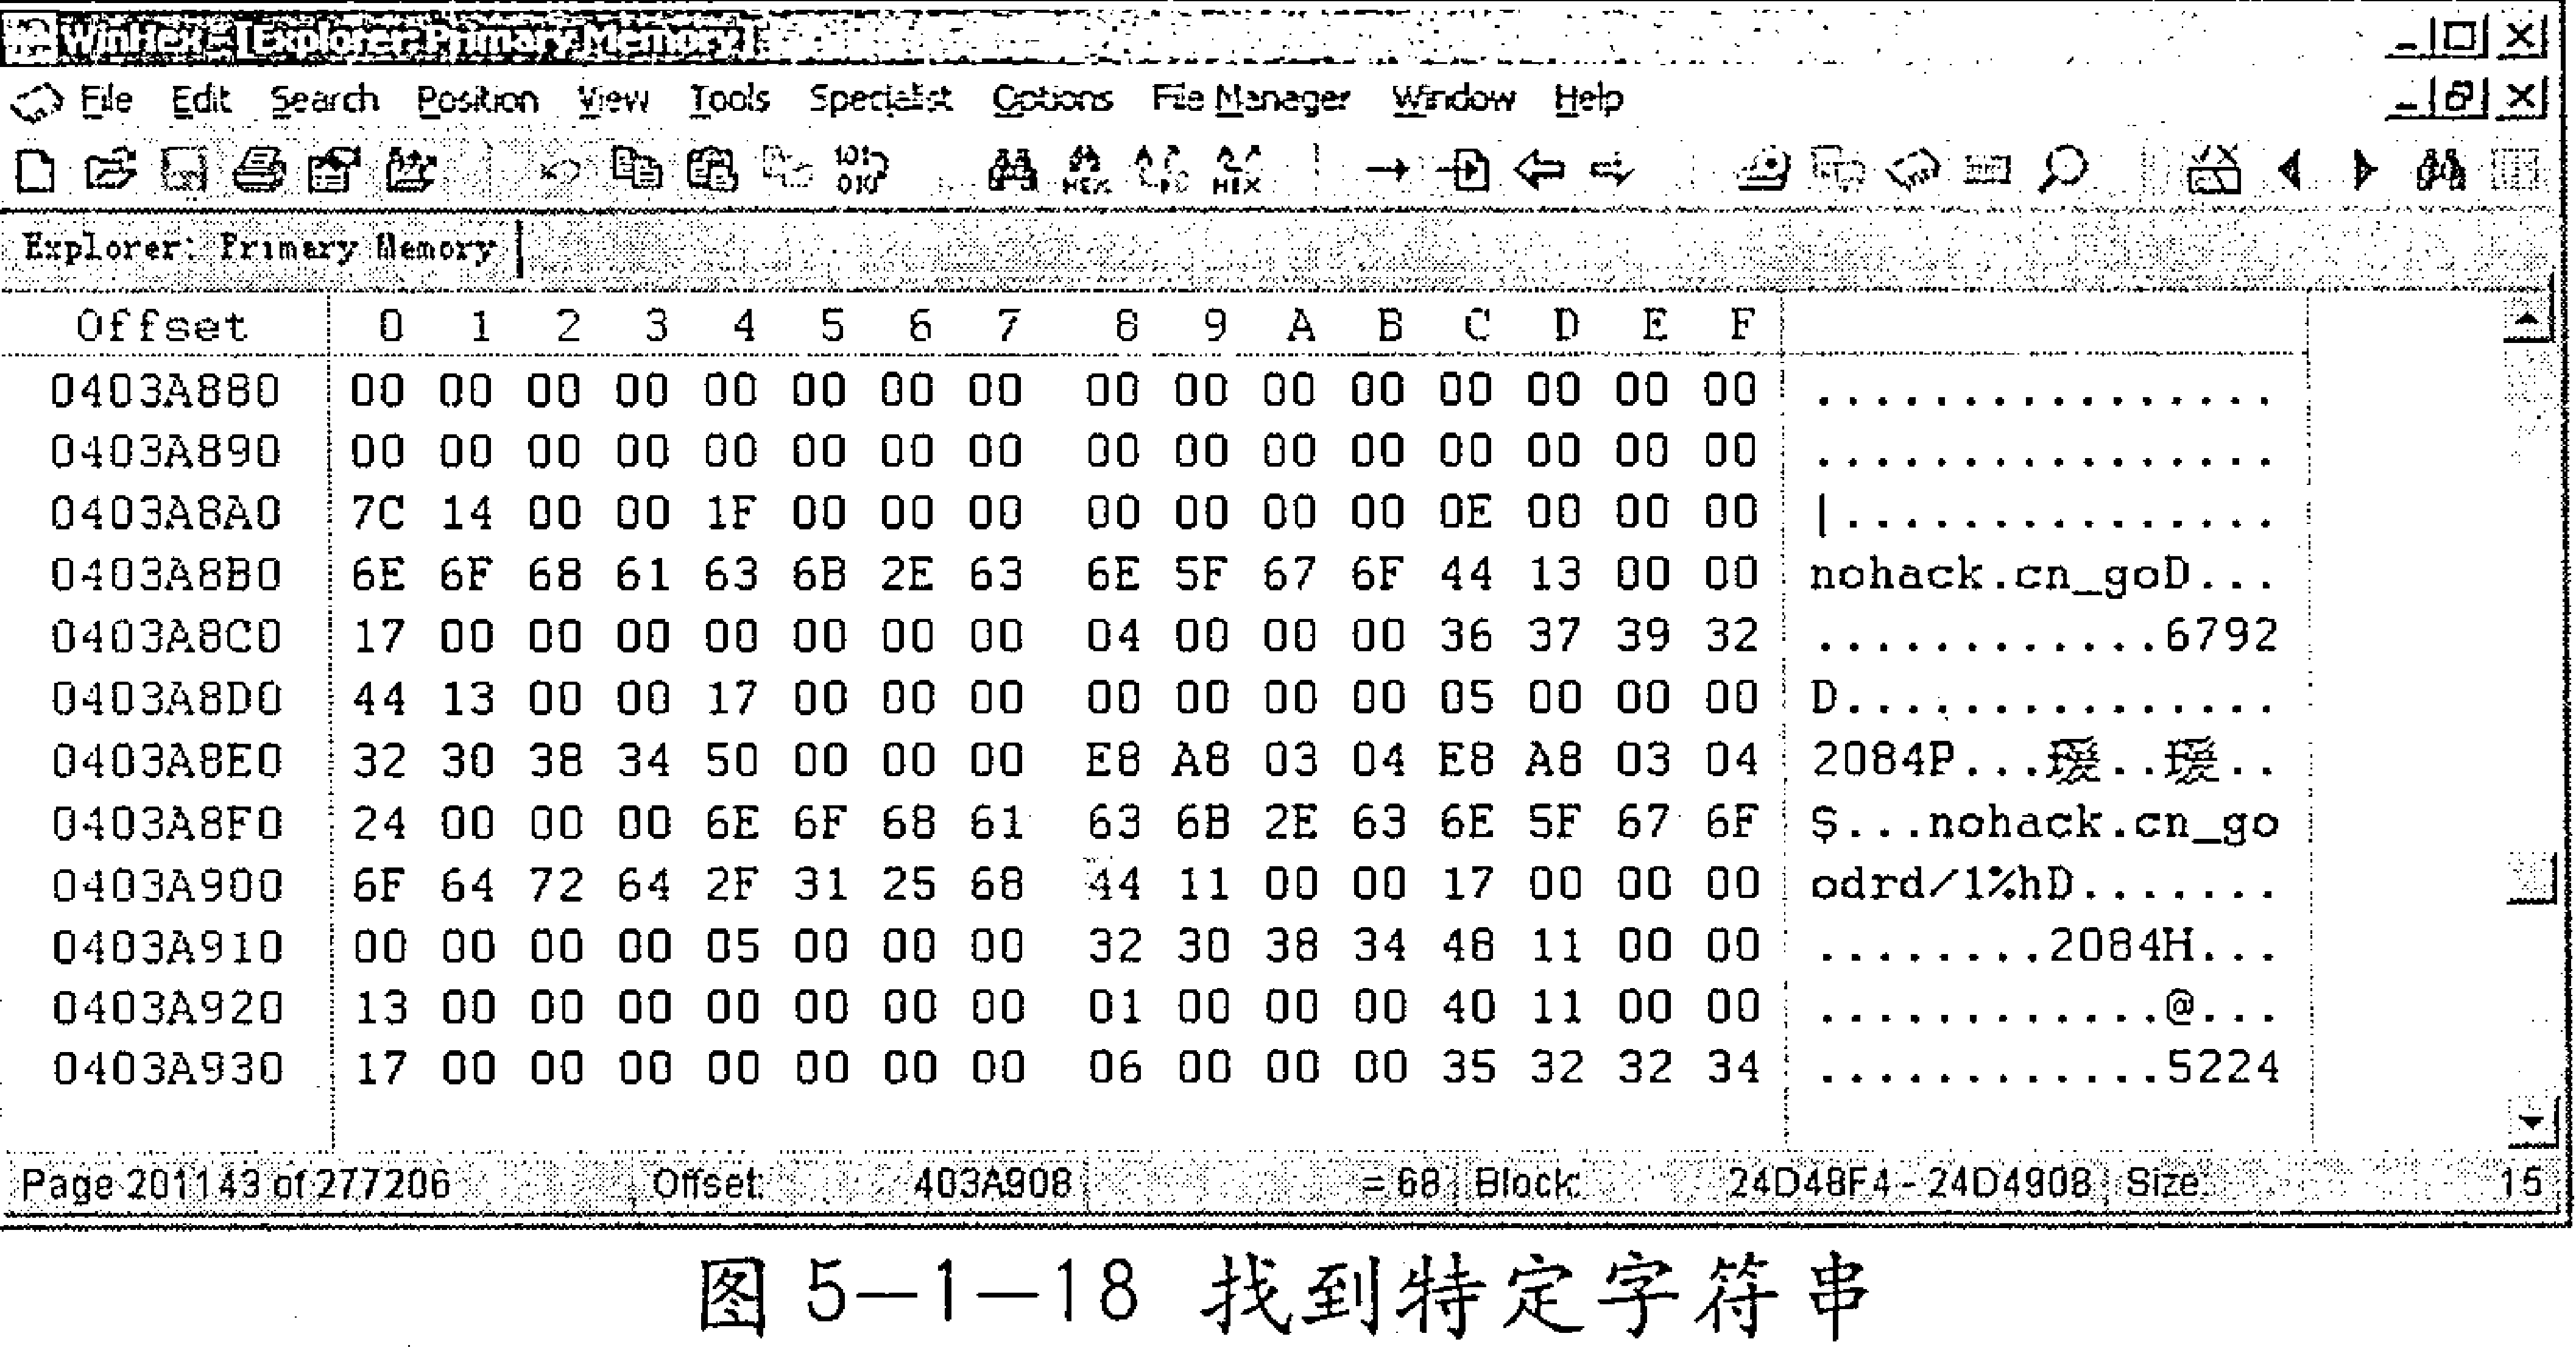 WinHex - [Explorer: Primary Memory]
File Edit Search Position View Tools Specialist Options File Manager Window Help
Explorer: Primary Memory
Offset 0 1 2 3 4 5 6 7 8 9 A B C D E F
0403A880 00 00 00 00 00 00 00 00 00 00 00 00 00 00 00 00 ................
0403A890 00 00 00 00 00 00 00 00 00 00 00 00 00 00 00 00 ................
0403A8A0 7C 14 00 00 1F 00 00 00 00 00 00 00 0E 00 00 00 |...............
0403A8B0 6E 6F 68 61 63 6B 2E 63 6E 5F 67 6F 44 13 00 00 nohack.cn_goD...
0403A8C0 17 00 00 00 00 00 00 00 04 00 00 00 36 37 39 32 ............6792
0403A8D0 44 13 00 00 17 00 00 00 00 00 00 00 05 00 00 00 D...............
0403A8E0 32 30 38 34 50 00 00 00 E8 A8 03 04 E8 A8 03 04 2084P...瑷..瑷..
0403A8F0 24 00 00 00 6E 6F 68 61 63 6B 2E 63 6E 5F 67 6F $...nohack.cn_go
0403A900 6F 64 72 64 2F 31 25 68 44 11 00 00 17 00 00 00 odrd/1%hD.......
0403A910 00 00 00 00 05 00 00 00 32 30 38 34 48 11 00 00 ........2084H...
0403A920 13 00 00 00 00 00 00 00 01 00 00 00 40 11 00 00 ............@...
0403A930 17 00 00 00 00 00 00 00 06 00 00 00 35 32 32 34 ............5224
Page 201143 of 277206 Offset: 403A908 = 68 Block: 24D48F4 - 24D4908 Size: 15
图 5—1—18 找到特定字符串